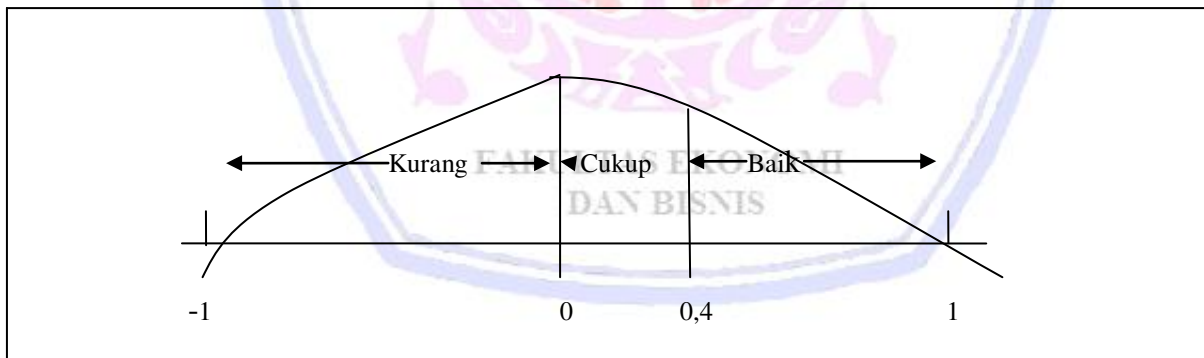 Kurang Cukup Baik
FAKULTAS EKONOMI
DAN BISNIS
-1 0 0,4 1